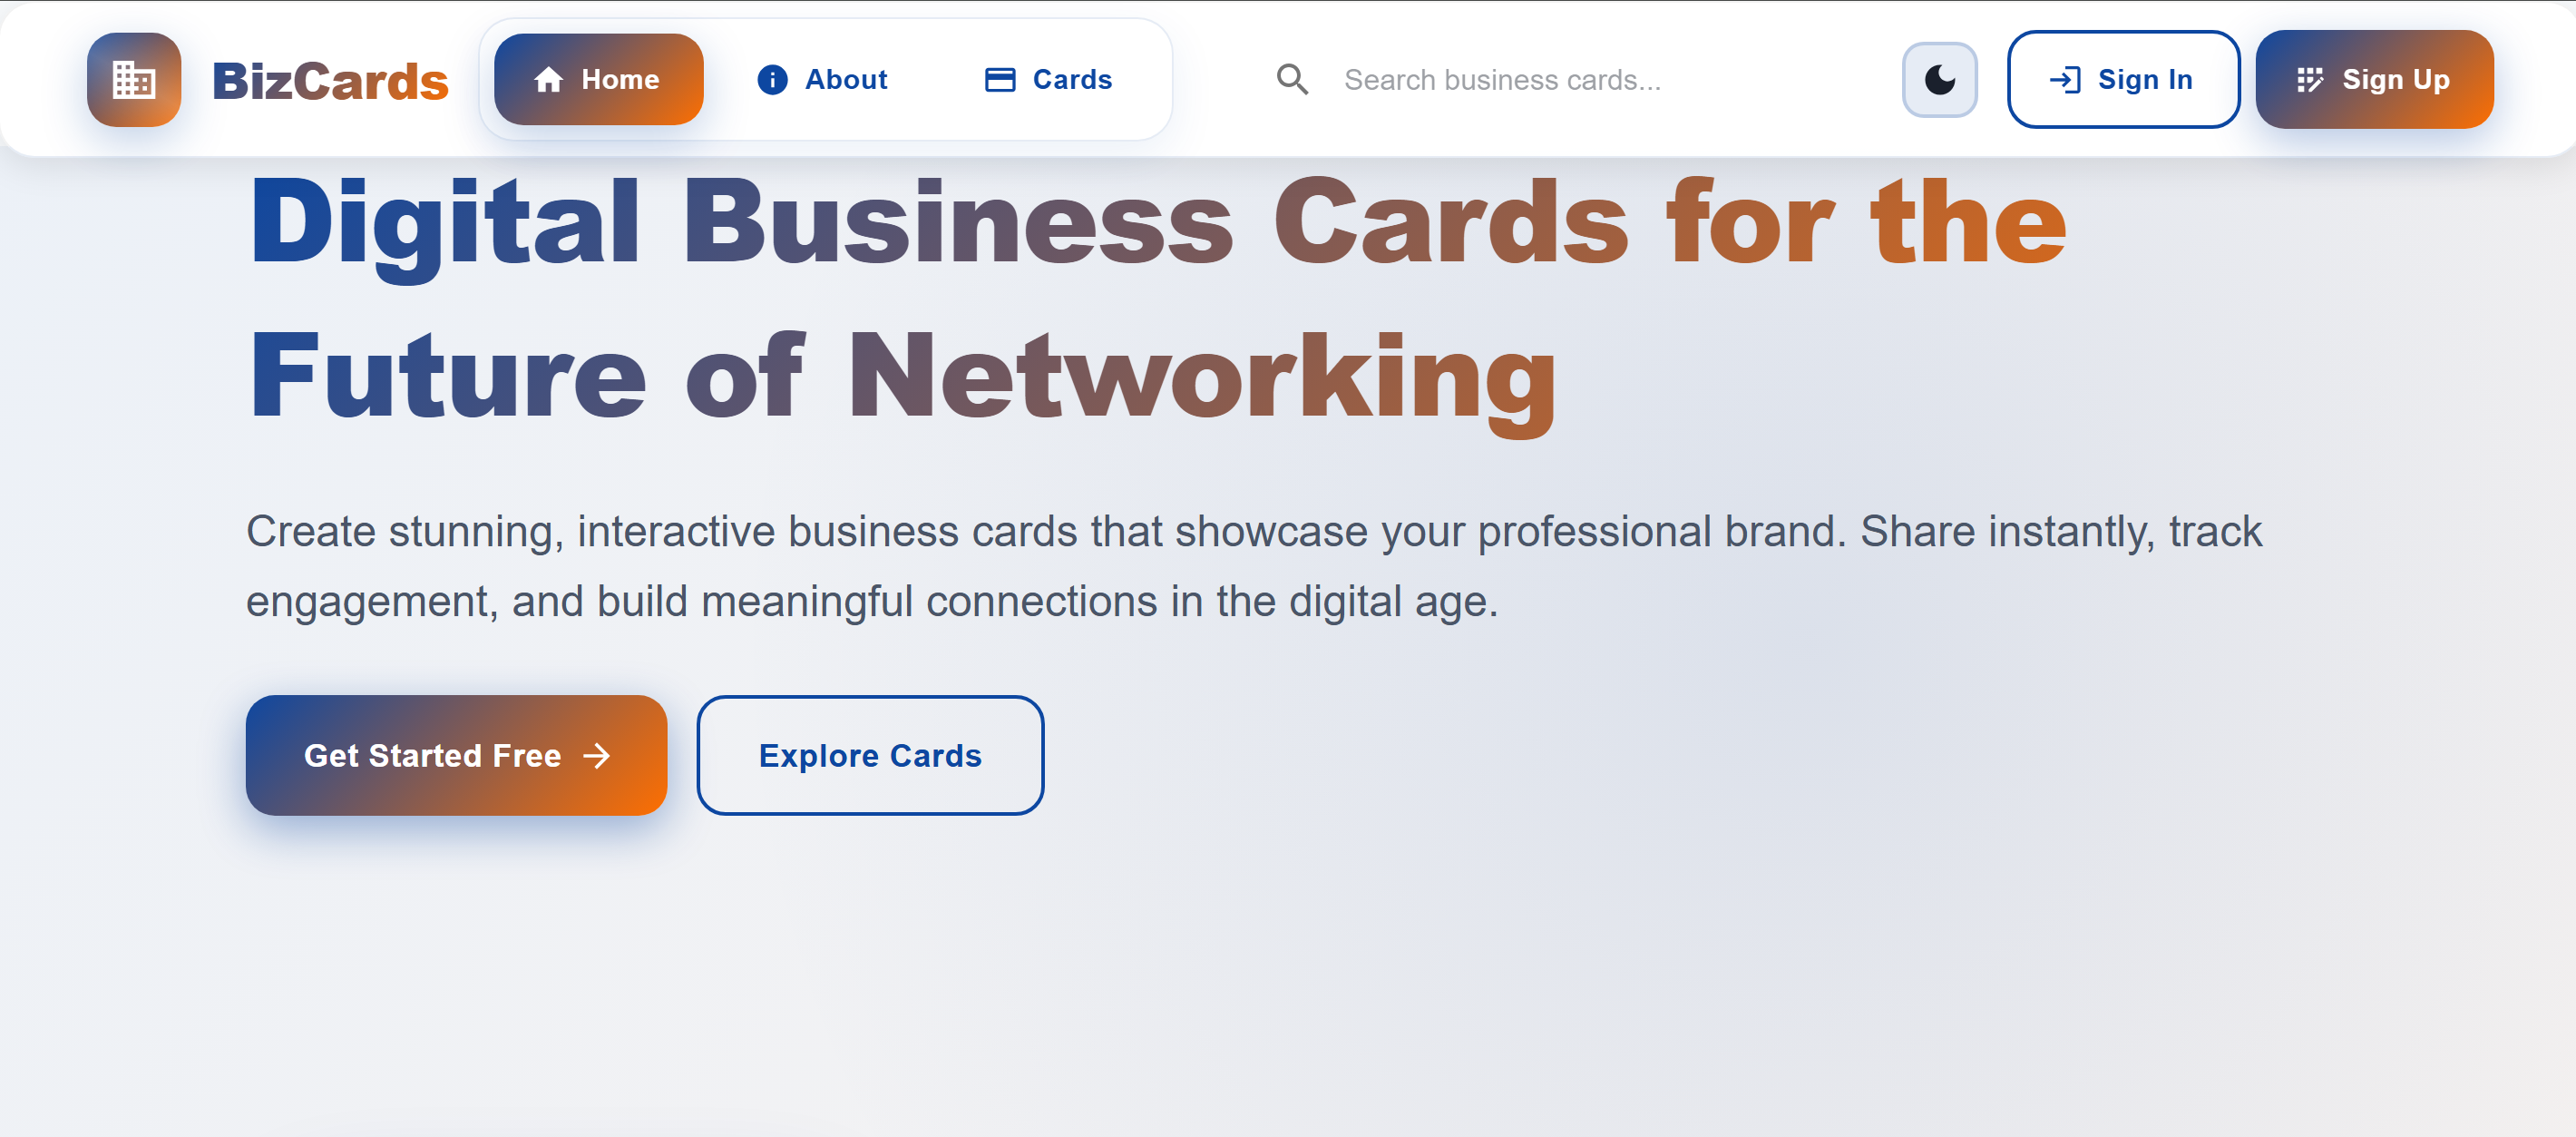 BizCards
Home
About
Cards
Search business cards...
Sign In
Sign Up
Digital Business Cards for the
Future of Networking
Create stunning, interactive business cards that showcase your professional brand. Share instantly, track
engagement, and build meaningful connections in the digital age.
Get Started Free
Explore Cards